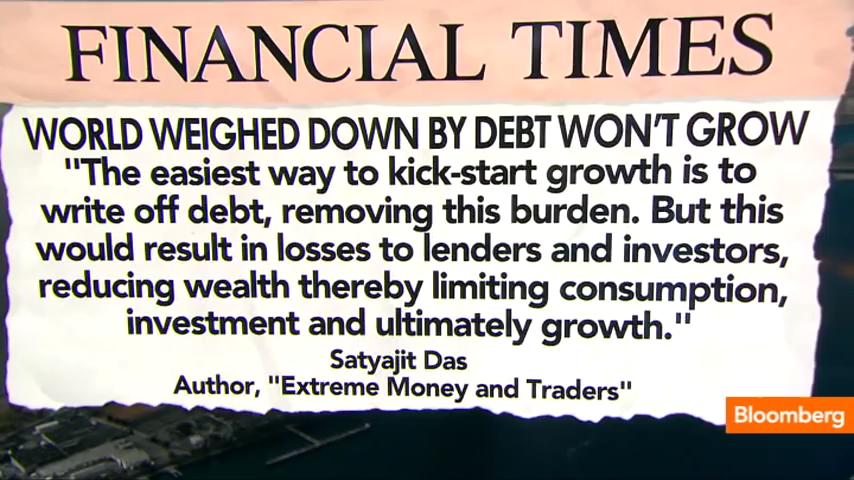 FINANCIAL TIMES
WORLD WEIGHED DOWN BY DEBT WON'T GROW
"The easiest way to kick-start growth is to
write off debt, removing this burden. But this
would result in losses to lenders and investors,
reducing wealth thereby limiting consumption,
investment and ultimately growth."
Satyajit Das
Author, "Extreme Money and Traders"
Bloomberg